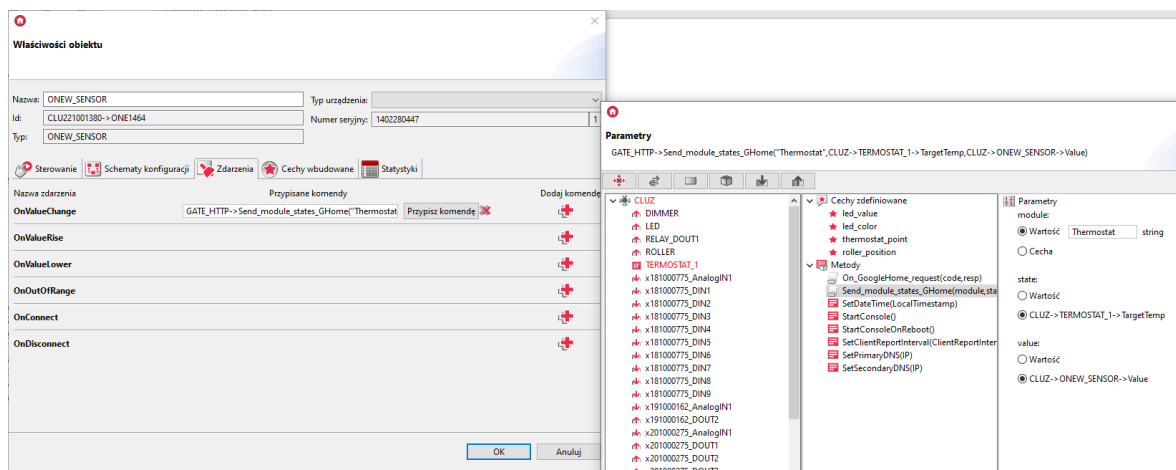 Właściwości obiektu
Nazwa: ONEW_SENSOR
Typ urządzenia:
Id: CLU221001380->ONE1464
Numer seryjny: 1402280447 1
Typ: ONEW_SENSOR
Sterowanie Schematy konfiguracji Zdarzenia Cechy wbudowane Statystyki
Nazwa zdarzenia Przypisane komendy Dodaj komendę
OnValueChange GATE_HTTP->Send_module_states_GHome("Thermostat Przypisz komendę
OnValueRise
OnValueLower
OnOutOfRange
OnConnect
OnDisconnect
OK Anuluj
Parametry
GATE_HTTP->Send_module_states_GHome("Thermostat",CLUZ->TERMOSTAT_1->TargetTemp,CLUZ->ONEW_SENSOR->Value)
CLUZ
DIMMER
LED
RELAY_DOUT1
ROLLER
TERMOSTAT_1
x181000775_AnalogIN1
x181000775_DIN1
x181000775_DIN2
x181000775_DIN3
x181000775_DIN4
x181000775_DIN5
x181000775_DIN6
x181000775_DIN7
x181000775_DIN8
x181000775_DIN9
x191000162_AnalogIN1
x191000162_DOUT2
x201000275_AnalogIN1
x201000275_DOUT1
x201000275_DOUT2
Cechy zdefiniowane
led_value
led_color
thermostat_point
roller_position
Metody
On_GoogleHome_request(code,resp)
Send_module_states_GHome(module,sta
SetDateTime(LocalTimestamp)
StartConsole()
StartConsoleOnReboot()
SetClientReportInterval(ClientReportInter
SetPrimaryDNS(IP)
SetSecondaryDNS(IP)
Parametry
module:
Wartość Thermostat string
Cecha
state:
Wartość
CLUZ->TERMOSTAT_1->TargetTemp
value:
Wartość
CLUZ->ONEW_SENSOR->Value